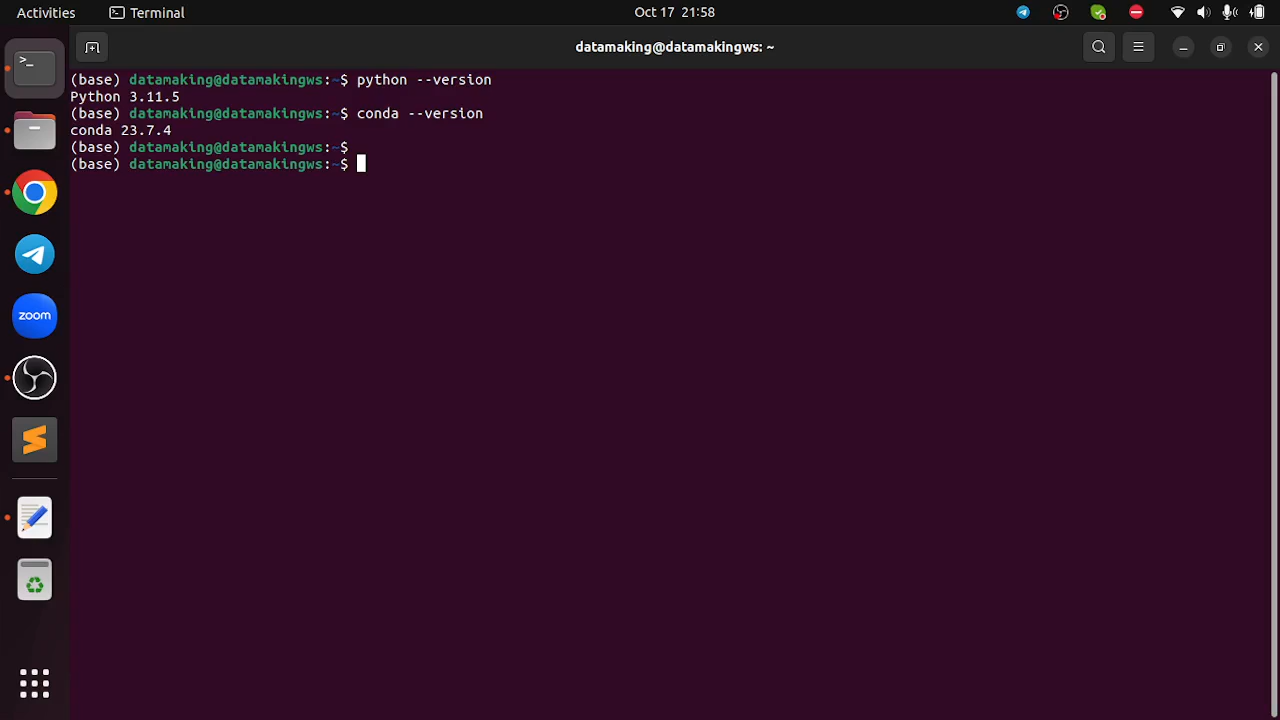 Activities
Terminal
Oct 17 21:58
datamaking@datamakingws: ~
(base) datamaking@datamakingws:~$ python --version
Python 3.11.5
(base) datamaking@datamakingws:~$ conda --version
conda 23.7.4
(base) datamaking@datamakingws:~$
(base) datamaking@datamakingws:~$
zoom